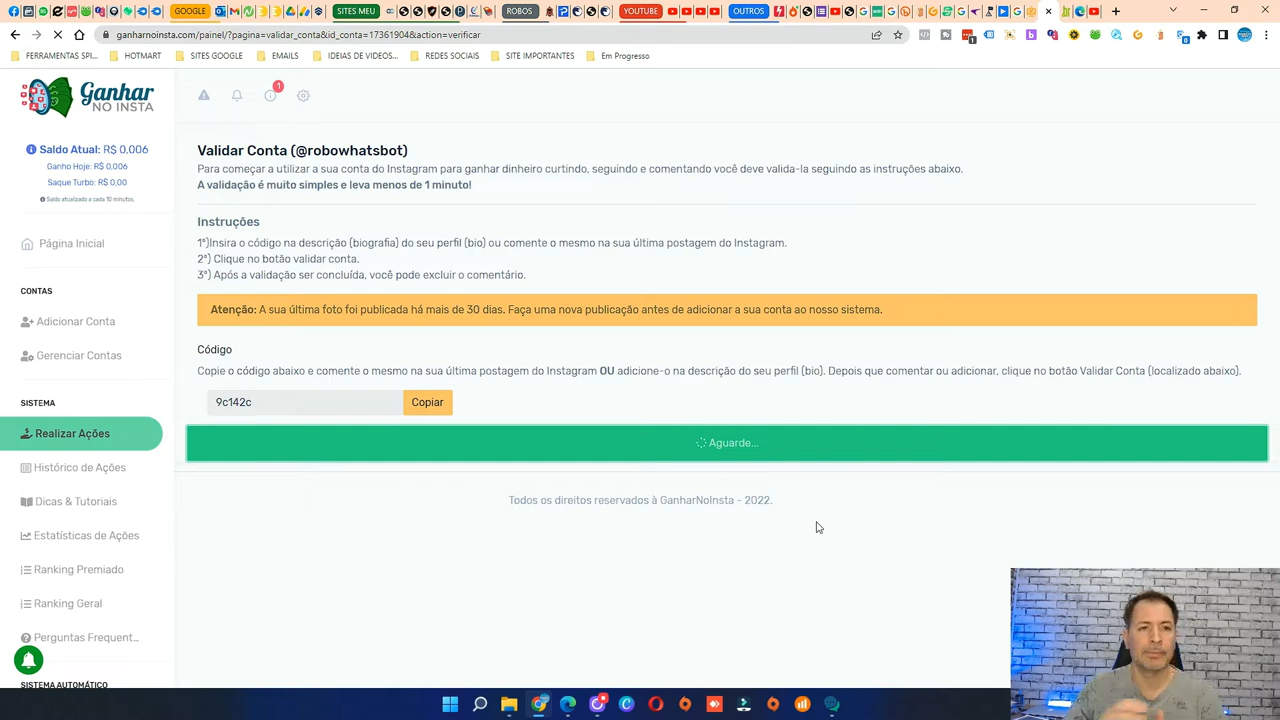 GOOGLE
SITES MEU
ROBOS
YOUTUBE
OUTROS
ganharnoinsta.com/painel/?pagina=validar_conta&id_conta=17361904&action=verificar
FERRAMENTAS SPI...
HOTMART
SITES GOOGLE
EMAILS
IDEIAS DE VIDEOS...
REDES SOCIAIS
SITE IMPORTANTES
Em Progresso
Ganhar
NO INSTA
1
Saldo Atual: R$ 0,006
Ganho Hoje: R$ 0,006
Saque Turbo: R$ 0,00
Saldo atualizado a cada 10 minutos.
Página Inicial
CONTAS
Adicionar Conta
Gerenciar Contas
SISTEMA
Realizar Ações
Histórico de Ações
Dicas & Tutoriais
Estatísticas de Ações
Ranking Premiado
Ranking Geral
Perguntas Frequent...
SISTEMA AUTOMÁTICO
Validar Conta (@robowhatsbot)
Para começar a utilizar a sua conta do Instagram para ganhar dinheiro curtindo, seguindo e comentando você deve valida-la seguindo as instruções abaixo.
A validação é muito simples e leva menos de 1 minuto!
Instruções
1º)Insira o código na descrição (biografia) do seu perfil (bio) ou comente o mesmo na sua última postagem do Instagram.
2º) Clique no botão validar conta.
3º) Após a validação ser concluída, você pode excluir o comentário.
Atenção: A sua última foto foi publicada há mais de 30 dias. Faça uma nova publicação antes de adicionar a sua conta ao nosso sistema.
Código
Copie o código abaixo e comente o mesmo na sua última postagem do Instagram OU adicione-o na descrição do seu perfil (bio). Depois que comentar ou adicionar, clique no botão Validar Conta (localizado abaixo).
9c142c
Copiar
Aguarde...
Todos os direitos reservados à GanharNoInsta - 2022.